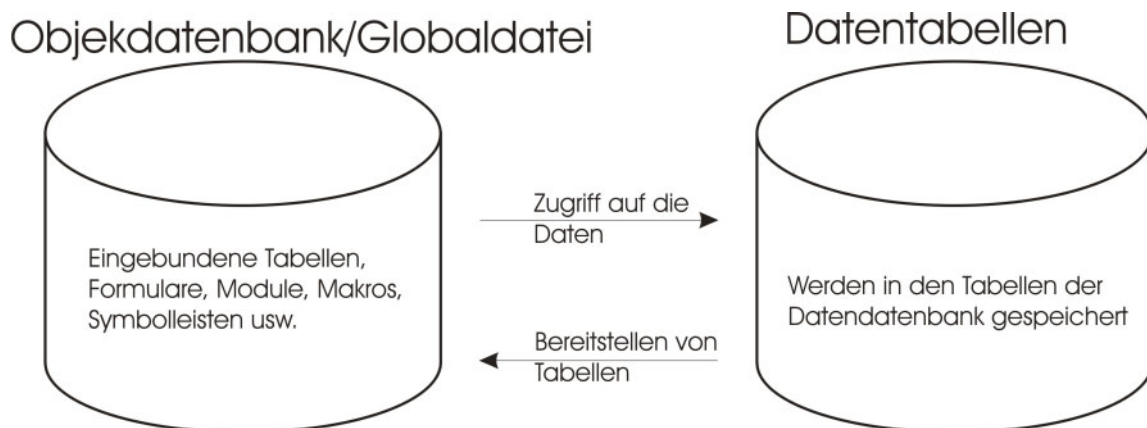 Objekdatenbank/Globaldatei
Datentabellen
Eingebundene Tabellen,
Formulare, Module, Makros,
Symbolleisten usw.
Zugriff auf die
Daten
Bereitstellen von
Tabellen
Werden in den Tabellen der
Datendatenbank gespeichert